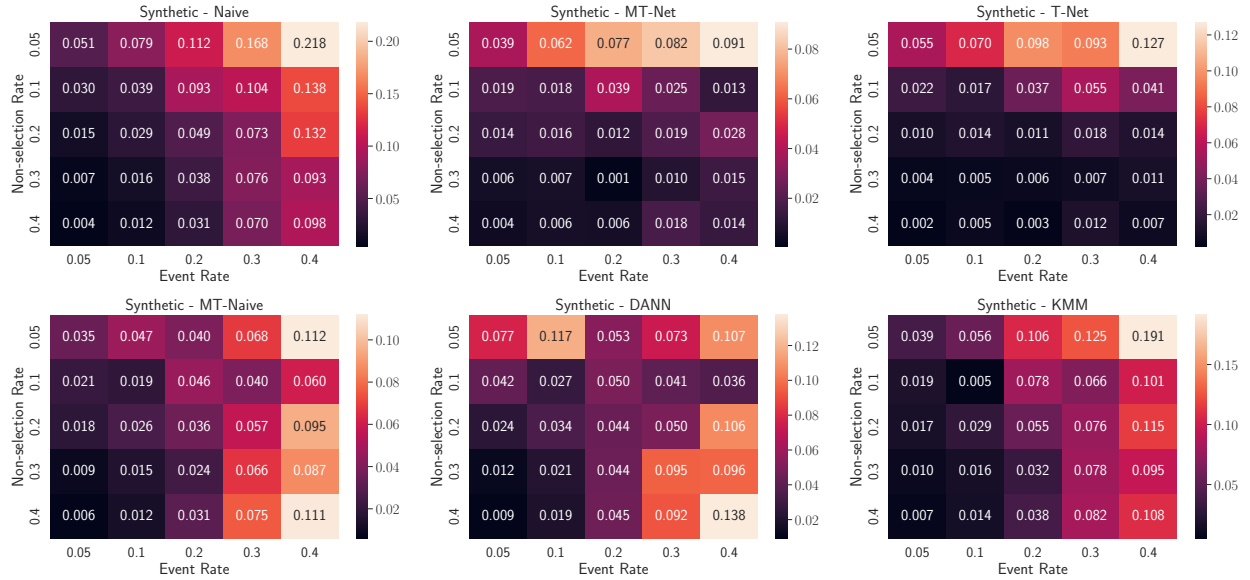 Synthetic - Naive
Non-selection Rate
0.05 0.051 0.079 0.112 0.168 0.218
0.1 0.030 0.039 0.093 0.104 0.138
0.2 0.015 0.029 0.049 0.073 0.132
0.3 0.007 0.016 0.038 0.076 0.093
0.4 0.004 0.012 0.031 0.070 0.098
0.05 0.1 0.2 0.3 0.4
Event Rate
0.20
0.15
0.10
0.05
Synthetic - MT-Net
Non-selection Rate
0.05 0.039 0.062 0.077 0.082 0.091
0.1 0.019 0.018 0.039 0.025 0.013
0.2 0.014 0.016 0.012 0.019 0.028
0.3 0.006 0.007 0.001 0.010 0.015
0.4 0.004 0.006 0.006 0.018 0.014
0.05 0.1 0.2 0.3 0.4
Event Rate
0.08
0.06
0.04
0.02
Synthetic - T-Net
Non-selection Rate
0.05 0.055 0.070 0.098 0.093 0.127
0.1 0.022 0.017 0.037 0.055 0.041
0.2 0.010 0.014 0.011 0.018 0.014
0.3 0.004 0.005 0.006 0.007 0.011
0.4 0.002 0.005 0.003 0.012 0.007
0.05 0.1 0.2 0.3 0.4
Event Rate
0.12
0.10
0.08
0.06
0.04
0.02
Synthetic - MT-Naive
Non-selection Rate
0.05 0.035 0.047 0.040 0.068 0.112
0.1 0.021 0.019 0.046 0.040 0.060
0.2 0.018 0.026 0.036 0.057 0.095
0.3 0.009 0.015 0.024 0.066 0.087
0.4 0.006 0.012 0.031 0.075 0.111
0.05 0.1 0.2 0.3 0.4
Event Rate
0.10
0.08
0.06
0.04
0.02
Synthetic - DANN
Non-selection Rate
0.05 0.077 0.117 0.053 0.073 0.107
0.1 0.042 0.027 0.050 0.041 0.036
0.2 0.024 0.034 0.044 0.050 0.106
0.3 0.012 0.021 0.044 0.095 0.096
0.4 0.009 0.019 0.045 0.092 0.138
0.05 0.1 0.2 0.3 0.4
Event Rate
0.12
0.10
0.08
0.06
0.04
0.02
Synthetic - KMM
Non-selection Rate
0.05 0.039 0.056 0.106 0.125 0.191
0.1 0.019 0.005 0.078 0.066 0.101
0.2 0.017 0.029 0.055 0.076 0.115
0.3 0.010 0.016 0.032 0.078 0.095
0.4 0.007 0.014 0.038 0.082 0.108
0.05 0.1 0.2 0.3 0.4
Event Rate
0.15
0.10
0.05